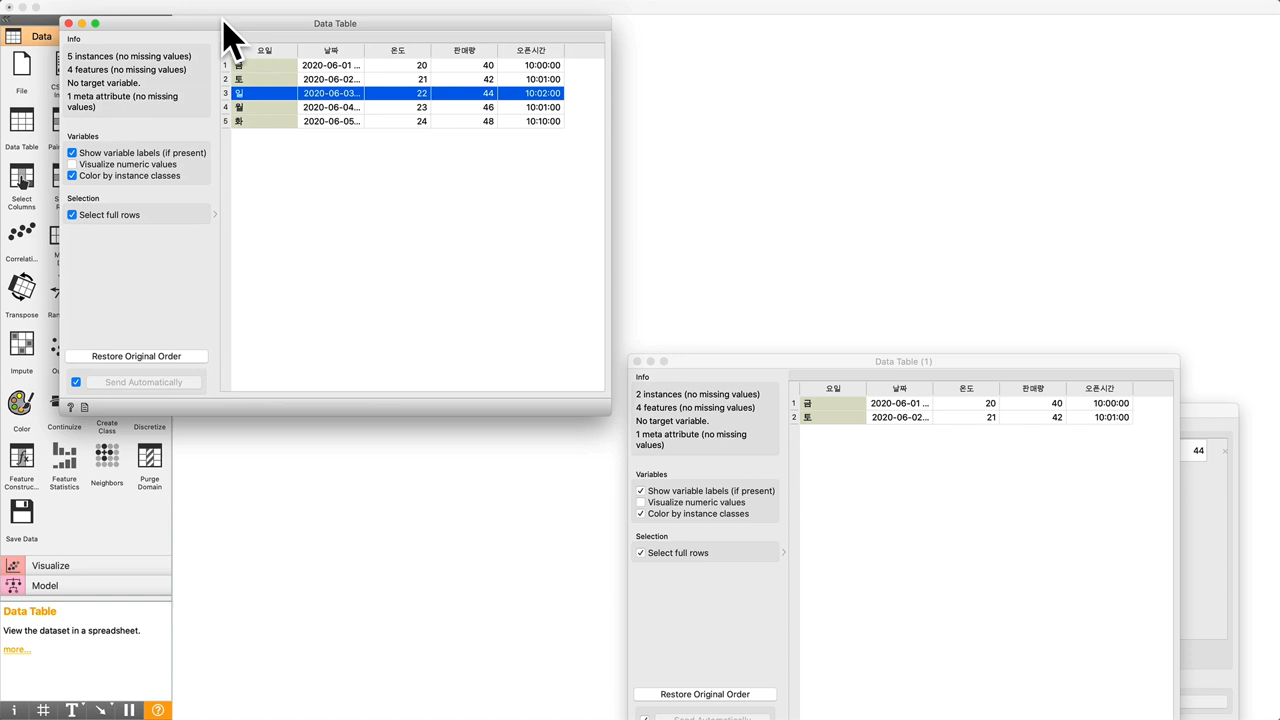 Data Table
Data
Info
5 instances (no missing values)
4 features (no missing values)
No target variable.
1 meta attribute (no missing
values)
Variables
Show variable labels (if present)
Visualize numeric values
Color by instance classes
Selection
Select full rows
Restore Original Order
Send Automatically
요일 날짜 온도 판매량 오픈시간
1 금 2020-06-01 ... 20 40 10:00:00
2 토 2020-06-02... 21 42 10:01:00
3 일 2020-06-03... 22 44 10:02:00
4 월 2020-06-04... 23 46 10:01:00
5 화 2020-06-05... 24 48 10:10:00
File
Data Table
Select
Columns
Correlati...
Transpose
Impute
Color
Continuize
Create
Class
Discretize
Feature
Construc...
Feature
Statistics
Neighbors
Purge
Domain
Save Data
Visualize
Model
Data Table
View the dataset in a spreadsheet.
more...
Data Table (1)
Info
2 instances (no missing values)
4 features (no missing values)
No target variable.
1 meta attribute (no missing
values)
Variables
Show variable labels (if present)
Visualize numeric values
Color by instance classes
Selection
Select full rows
Restore Original Order
Send Automatically
요일 날짜 온도 판매량 오픈시간
1 금 2020-06-01 ... 20 40 10:00:00
2 토 2020-06-02... 21 42 10:01:00
44